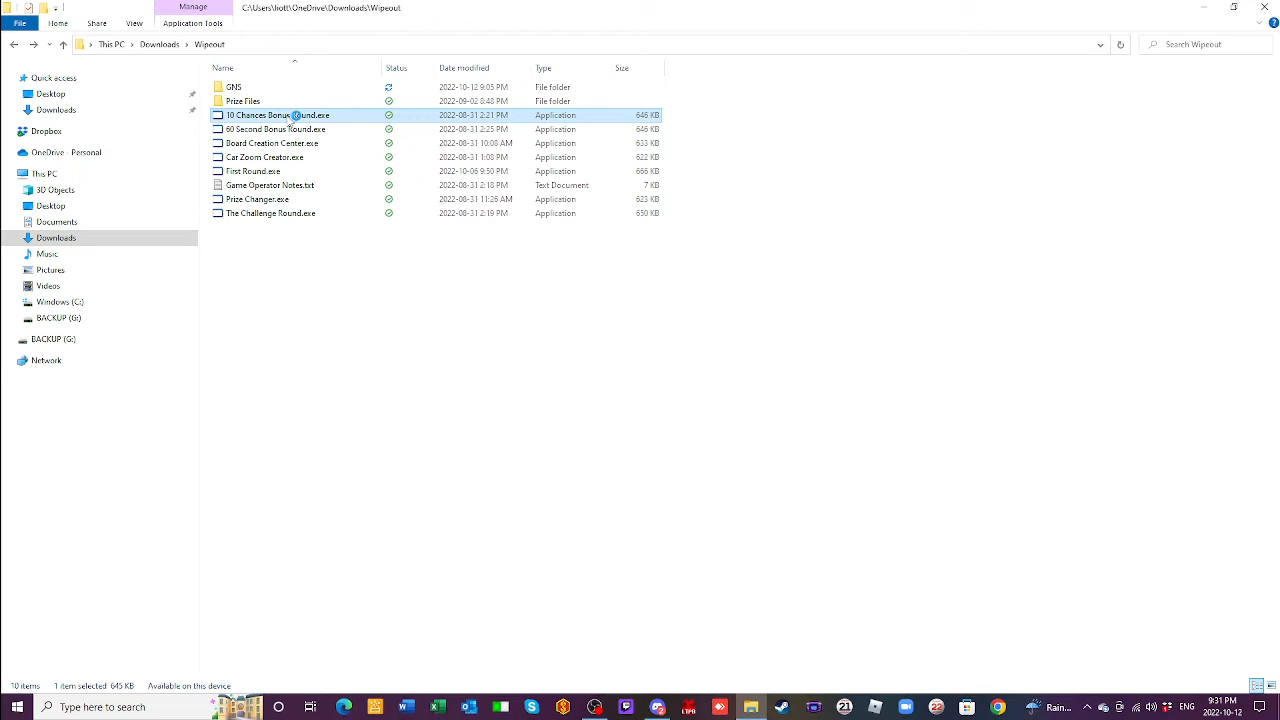 Manage
C:\Users\liott\OneDrive\Downloads\Wipeout
File
Home
Share
View
Application Tools
This PC
Downloads
Wipeout
Search Wipeout
Name
Status
Date modified
Type
Size
GNS
2022-10-12 9:05 PM
File folder
Prize Files
2022-09-02 8:48 PM
File folder
10 Chances Bonus Round.exe
2022-08-31 2:21 PM
Application
646 KB
60 Second Bonus Round.exe
2022-08-31 2:25 PM
Application
646 KB
Board Creation Center.exe
2022-08-31 10:08 AM
Application
633 KB
Car Zoom Creator.exe
2022-08-31 1:08 PM
Application
622 KB
First Round.exe
2022-10-06 9:50 PM
Application
666 KB
Game Operator Notes.txt
2022-08-31 2:18 PM
Text Document
7 KB
Prize Changer.exe
2022-08-31 11:26 AM
Application
623 KB
The Challenge Round.exe
2022-08-31 2:19 PM
Application
650 KB
Quick access
Desktop
Downloads
Dropbox
OneDrive - Personal
This PC
3D Objects
Desktop
Documents
Downloads
Music
Pictures
Videos
Windows (C:)
BACKUP (G:)
BACKUP (G:)
Network
10 items
1 item selected 645 KB
Available on this device
Type here to search
21
22
Rain...
ENG
9:31 PM
2022-10-12